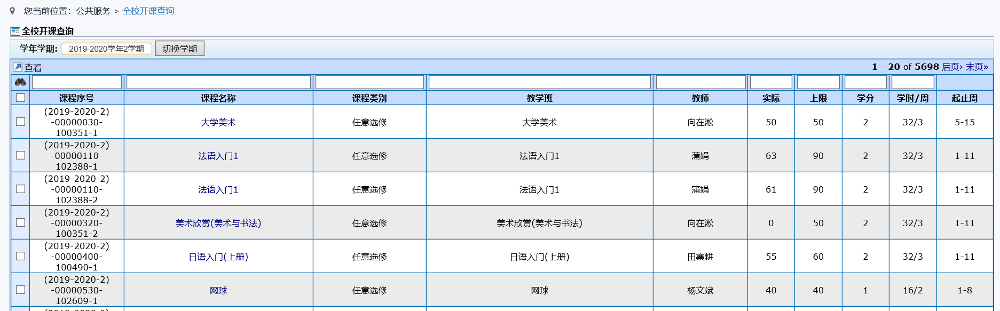 您当前位置：公共服务 > 全校开课查询
全校开课查询
学年学期: 2019-2020学年2学期 切换学期
查看 1 - 20 of 5698 后页› 末页»
课程序号 课程名称 课程类别 教学班 教师 实际 上限 学分 学时/周 起止周
(2019-2020-2)
-00000030-
100351-1 大学美术 任意选修 大学美术 向在淞 50 50 2 32/3 5-15
(2019-2020-2)
-00000110-
102388-1 法语入门1 任意选修 法语入门1 蒲娟 63 90 2 32/3 1-11
(2019-2020-2)
-00000110-
102388-2 法语入门1 任意选修 法语入门1 蒲娟 61 90 2 32/3 1-11
(2019-2020-2)
-00000320-
100351-2 美术欣赏(美术与书法) 任意选修 美术欣赏(美术与书法) 向在淞 0 50 2 32/3 1-11
(2019-2020-2)
-00000400-
100490-1 日语入门(上册) 任意选修 日语入门(上册) 田寨耕 55 60 2 32/3 1-11
(2019-2020-2)
-00000530-
102609-1 网球 任意选修 网球 杨文斌 40 40 1 16/2 1-8